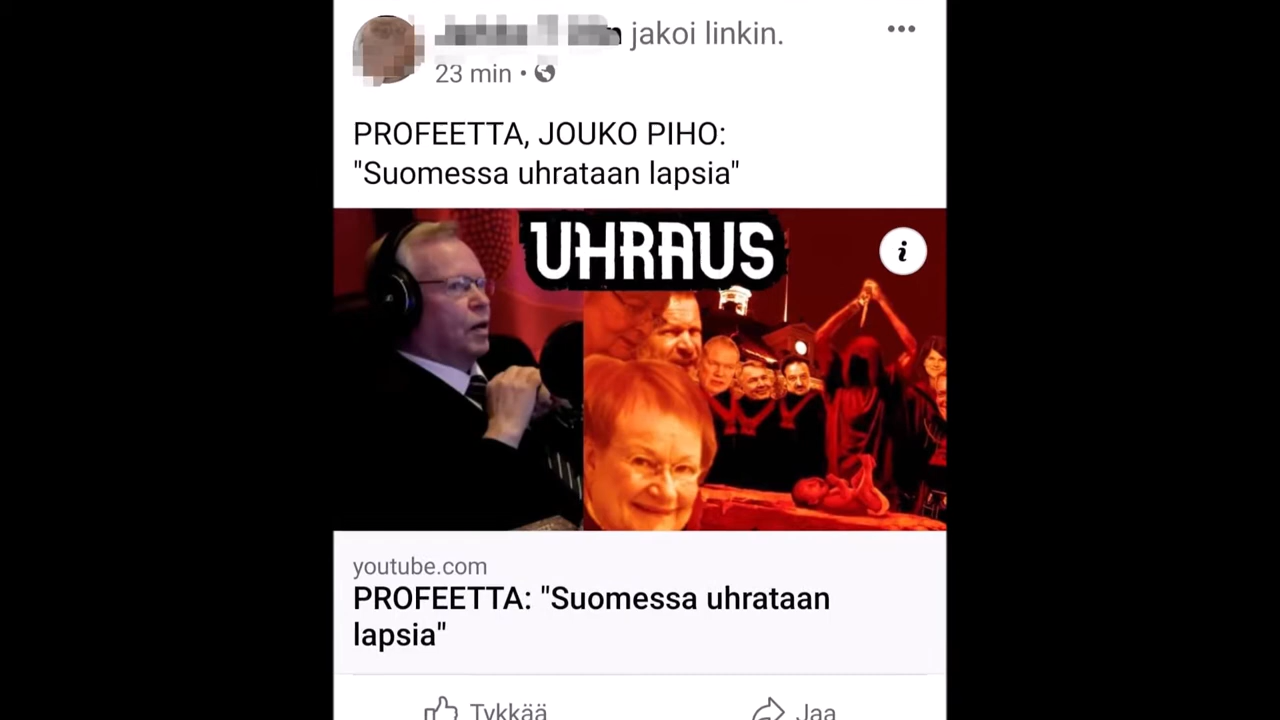 jakoi linkin.
23 min •
PROFEETTA, JOUKO PIHO:
"Suomessa uhrataan lapsia"
UHRAUS
i
youtube.com
PROFEETTA: "Suomessa uhrataan
lapsia"
Tykkää
Jaa